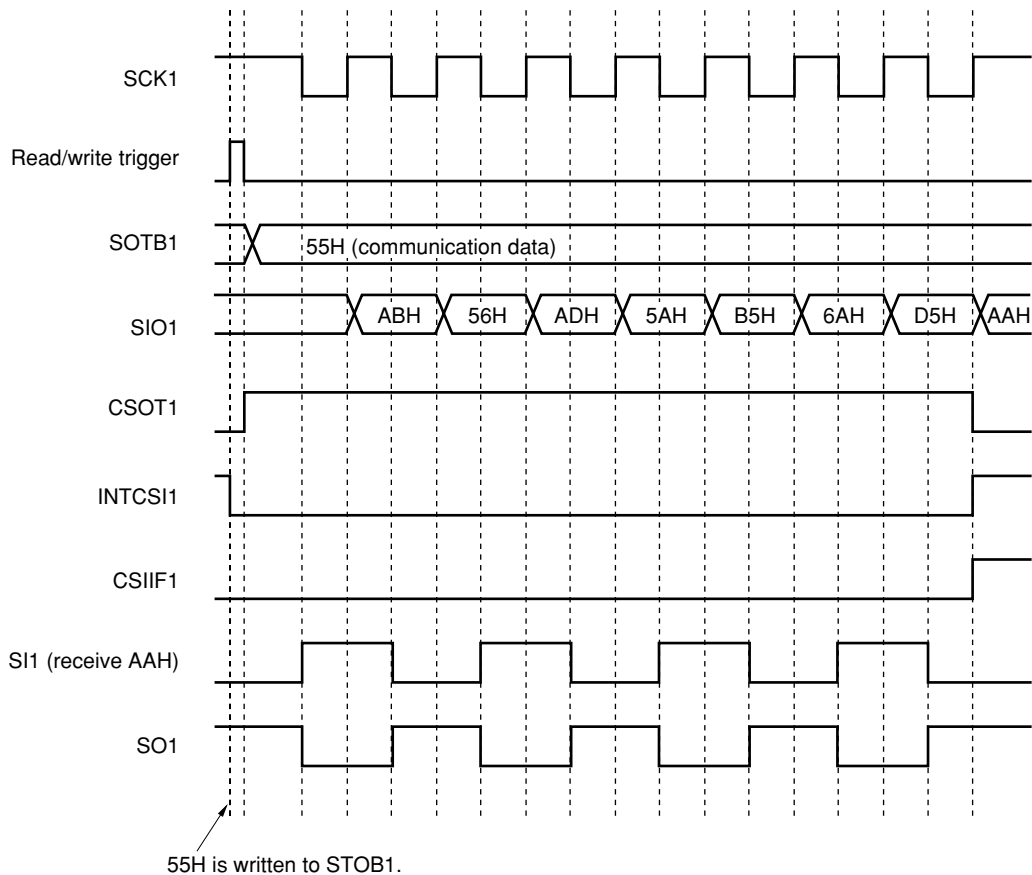 SCK1
Read/write trigger
SOTB1
55H (communication data)
SIO1
ABH 56H ADH 5AH B5H 6AH D5H AAH
CSOT1
INTCSI1
CSIIF1
SI1 (receive AAH)
SO1
55H is written to STOB1.